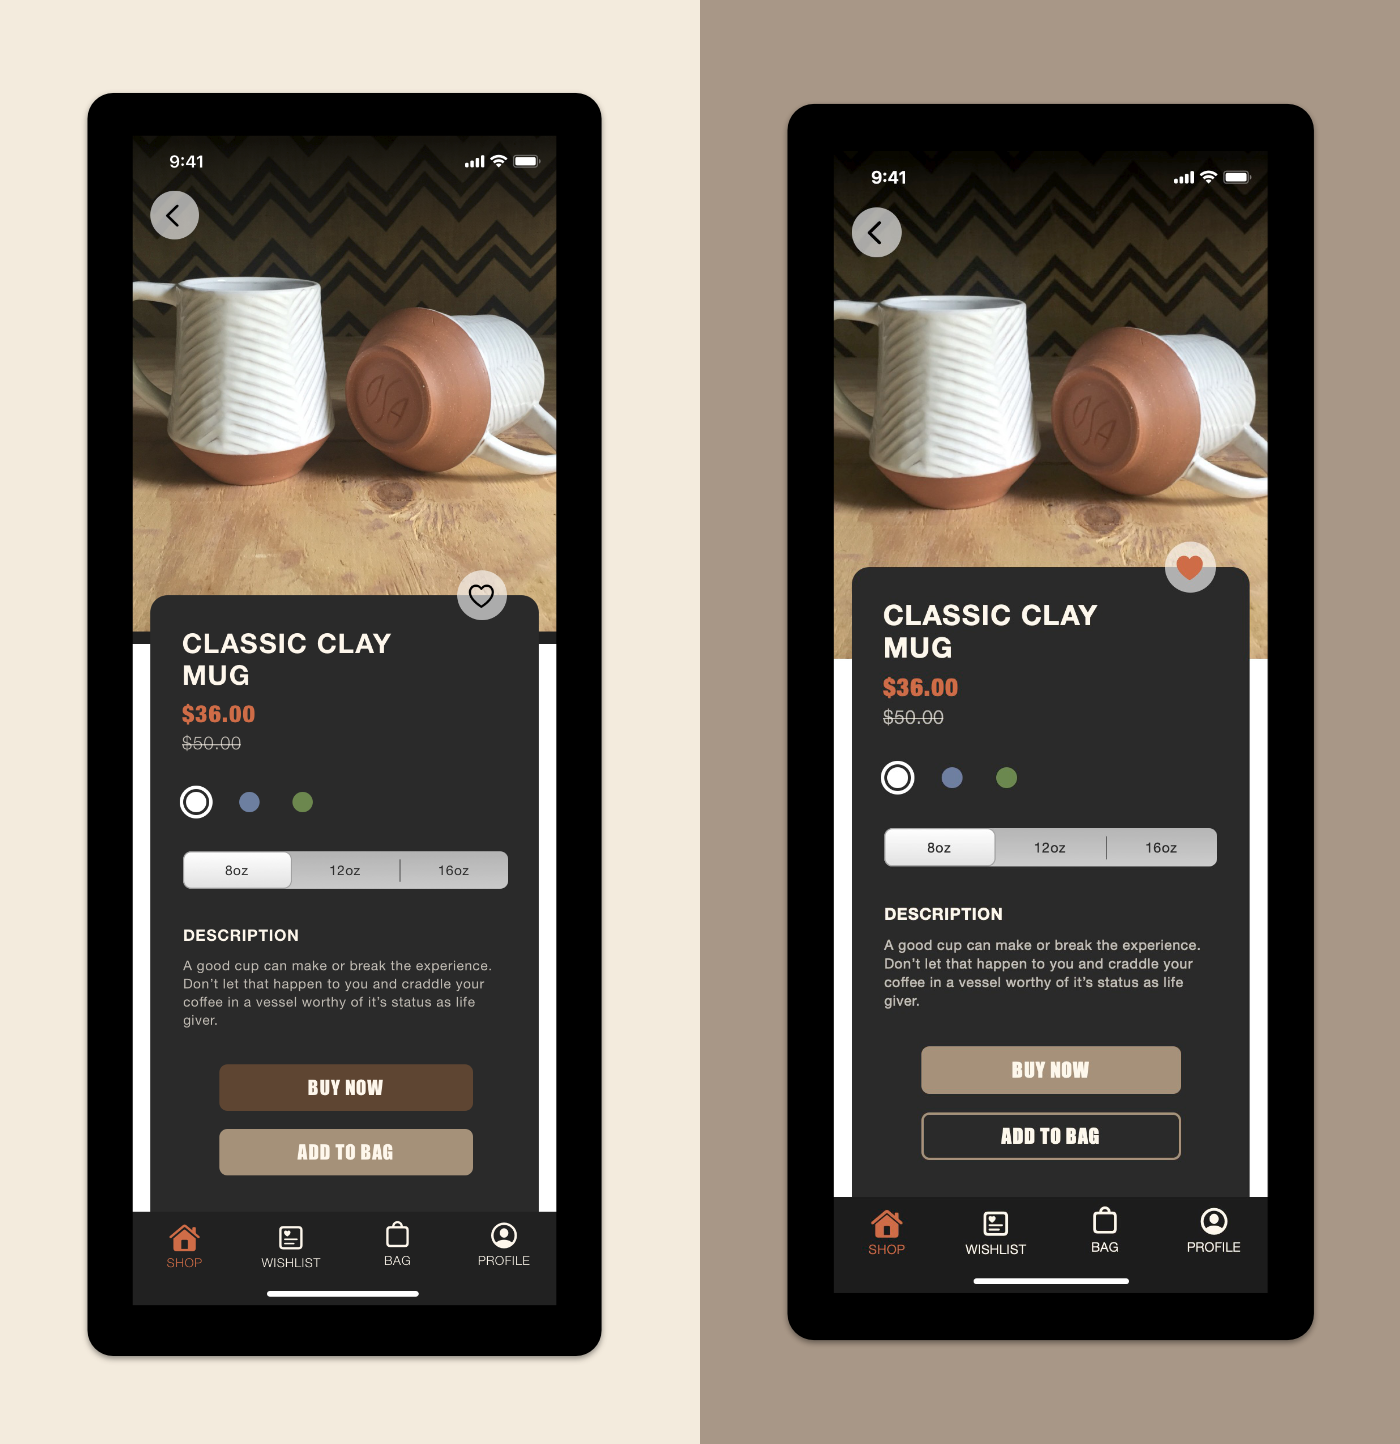 9:41
OSA
CLASSIC CLAY
MUG
$36.00
$50.00
8oz 12oz 16oz
DESCRIPTION
A good cup can make or break the experience.
Don't let that happen to you and craddle your
coffee in a vessel worthy of it's status as life
giver.
BUY NOW
ADD TO BAG
SHOP WISHLIST BAG PROFILE
9:41
OSA
CLASSIC CLAY
MUG
$36.00
$50.00
8oz 12oz 16oz
DESCRIPTION
A good cup can make or break the experience.
Don't let that happen to you and craddle your
coffee in a vessel worthy of it's status as life
giver.
BUY NOW
ADD TO BAG
SHOP WISHLIST BAG PROFILE